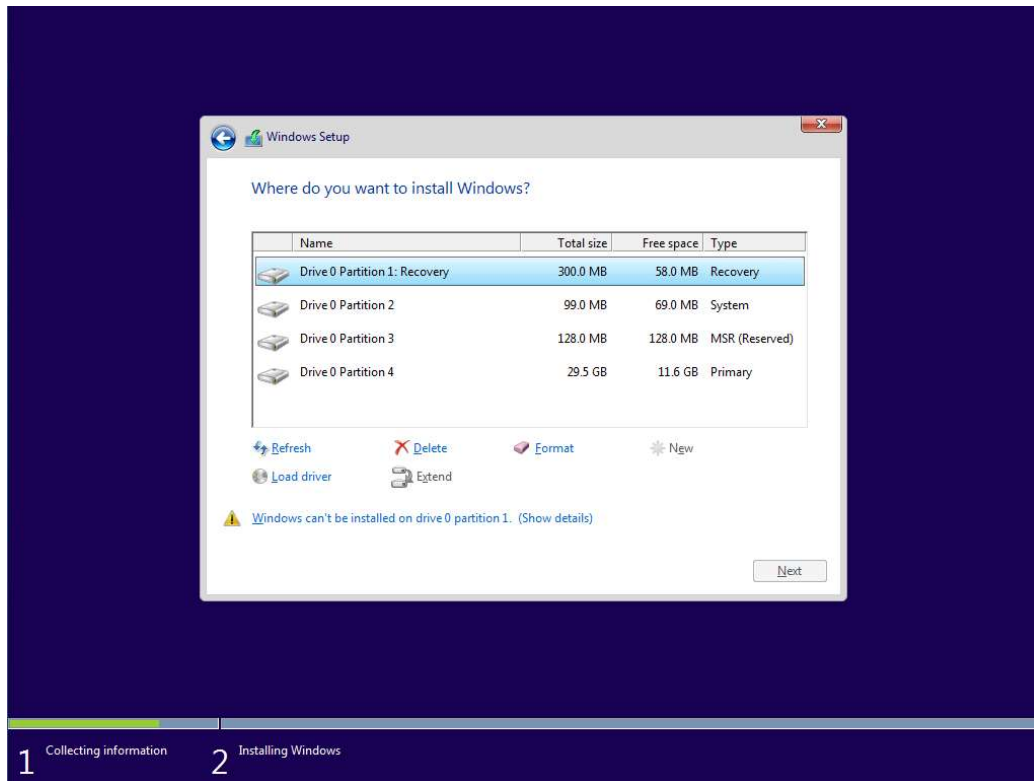 Windows Setup
Where do you want to install Windows?
Name Total size Free space Type
Drive 0 Partition 1: Recovery 300.0 MB 58.0 MB Recovery
Drive 0 Partition 2 99.0 MB 69.0 MB System
Drive 0 Partition 3 128.0 MB 128.0 MB MSR (Reserved)
Drive 0 Partition 4 29.5 GB 11.6 GB Primary
Refresh Delete Format New
Load driver Extend
Windows can't be installed on drive 0 partition 1. (Show details)
Next
1 Collecting information 2 Installing Windows